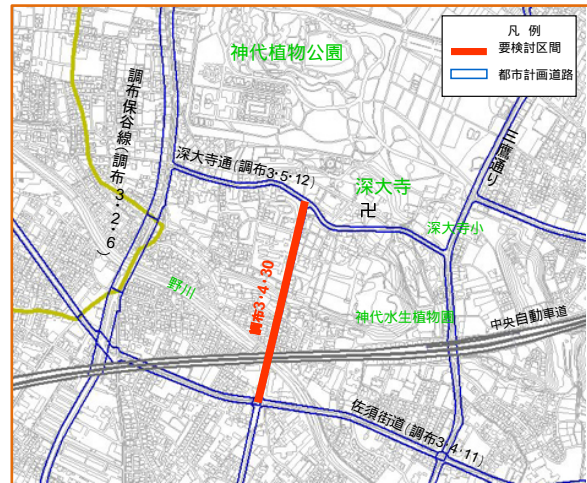 凡 例
要検討区間
都市計画道路
神代植物公園
調布保谷線(調布3・2・6)
三鷹通り
深大寺通(調布3・5・12)
深大寺
卍
深大寺小
野川
調布3・4・30
神代水生植物園
中央自動車道
佐須街道(調布3・4・11)